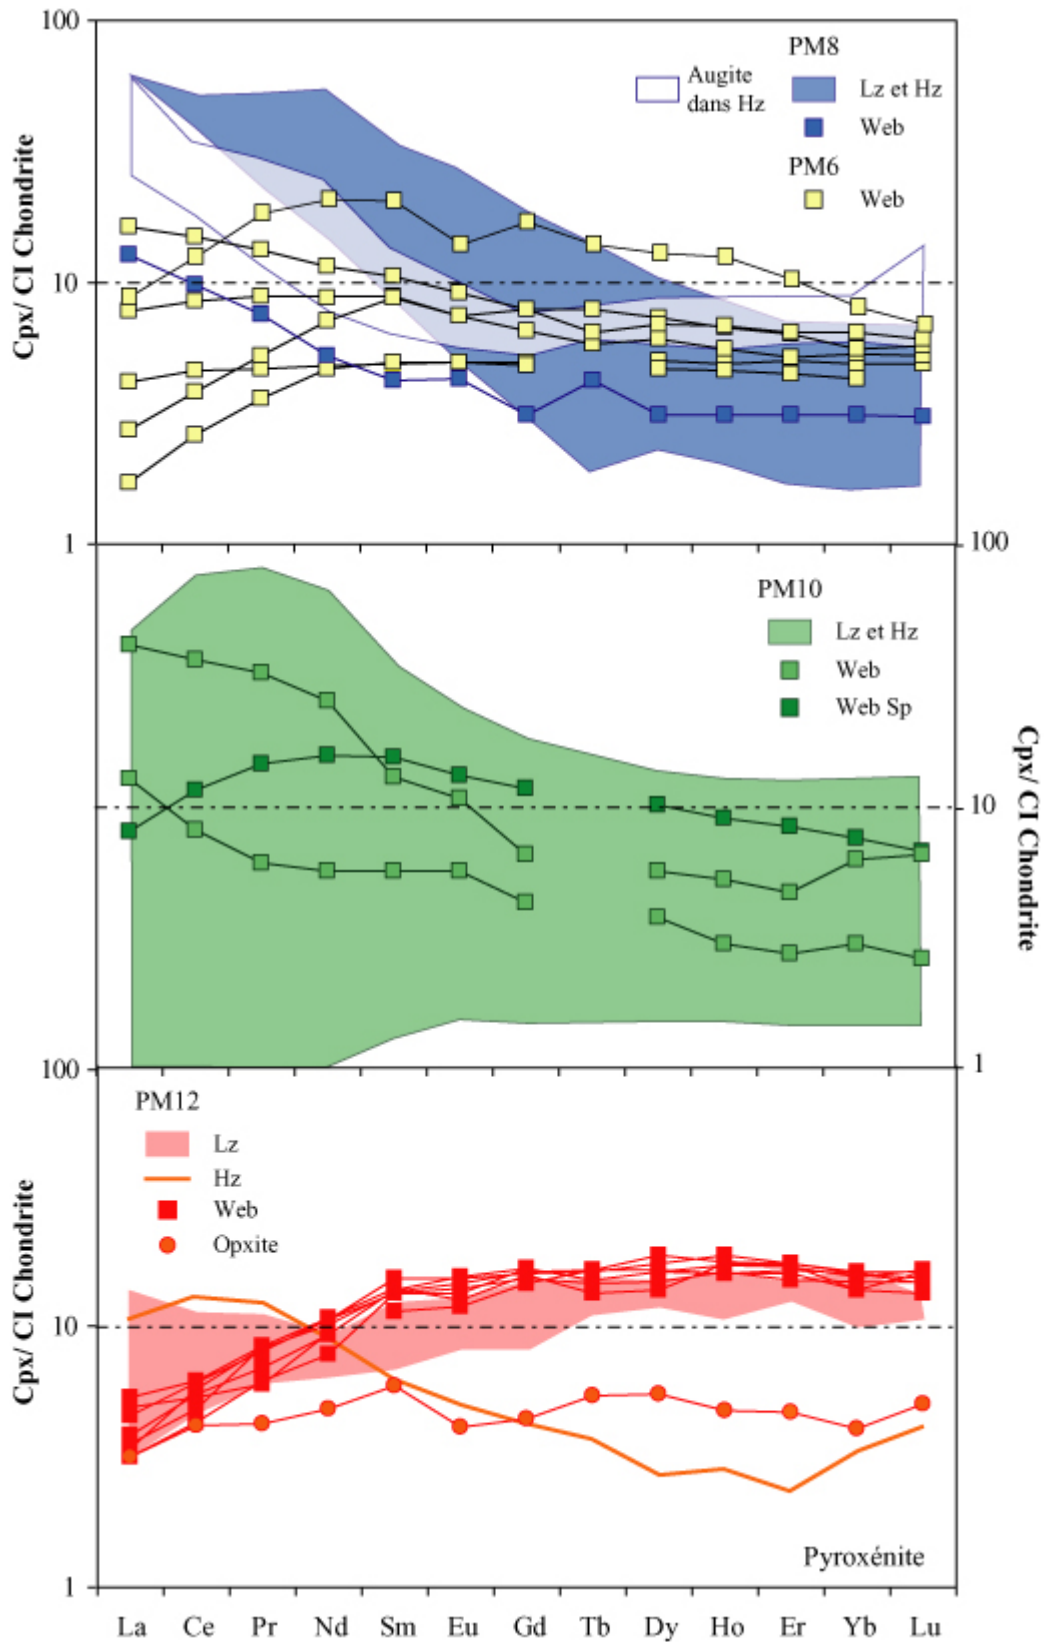 100
PM8
Augite
dans Hz
Lz et Hz
Web
PM6
Web
10
Cpx/ CI Chondrite
1
100
PM10
Lz et Hz
Web
Web Sp
10
Cpx/ CI Chondrite
1
100
PM12
Lz
Hz
Web
Opxite
10
Cpx/ CI Chondrite
Pyroxénite
1
La Ce Pr Nd Sm Eu Gd Tb Dy Ho Er Yb Lu